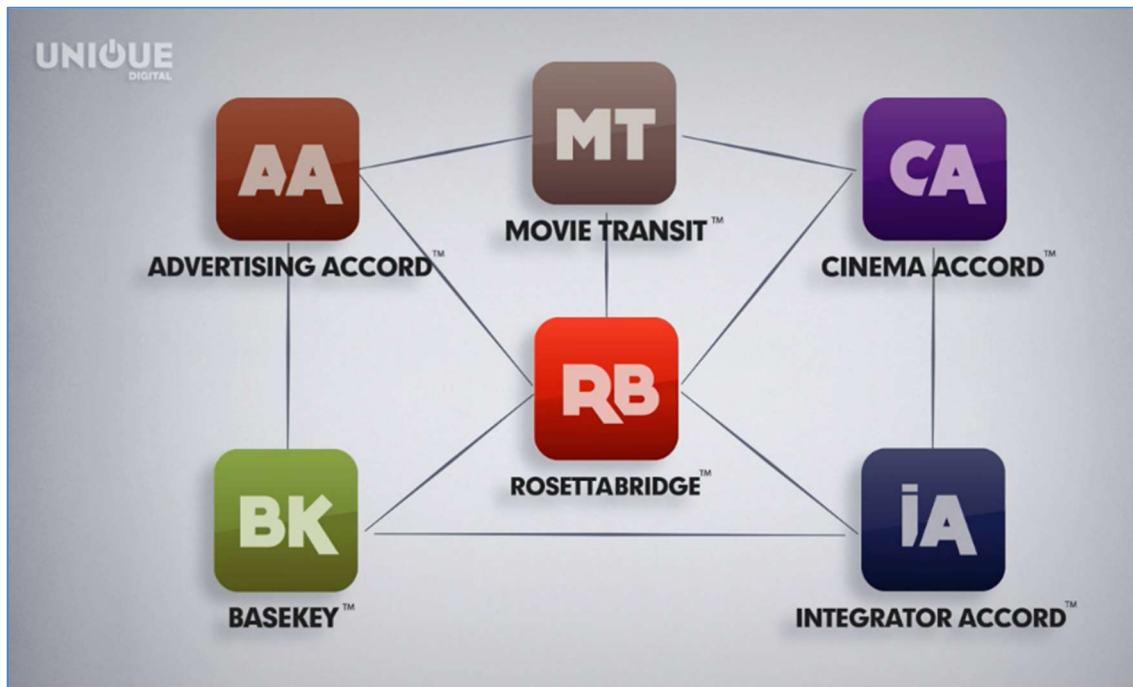 UNIQUE
DIGITAL
AA
MT
CA
ADVERTISING ACCORD™
MOVIE TRANSIT™
CINEMA ACCORD™
RB
ROSETTABRIDGE™
BK
iA
BASEKEY™
INTEGRATOR ACCORD™